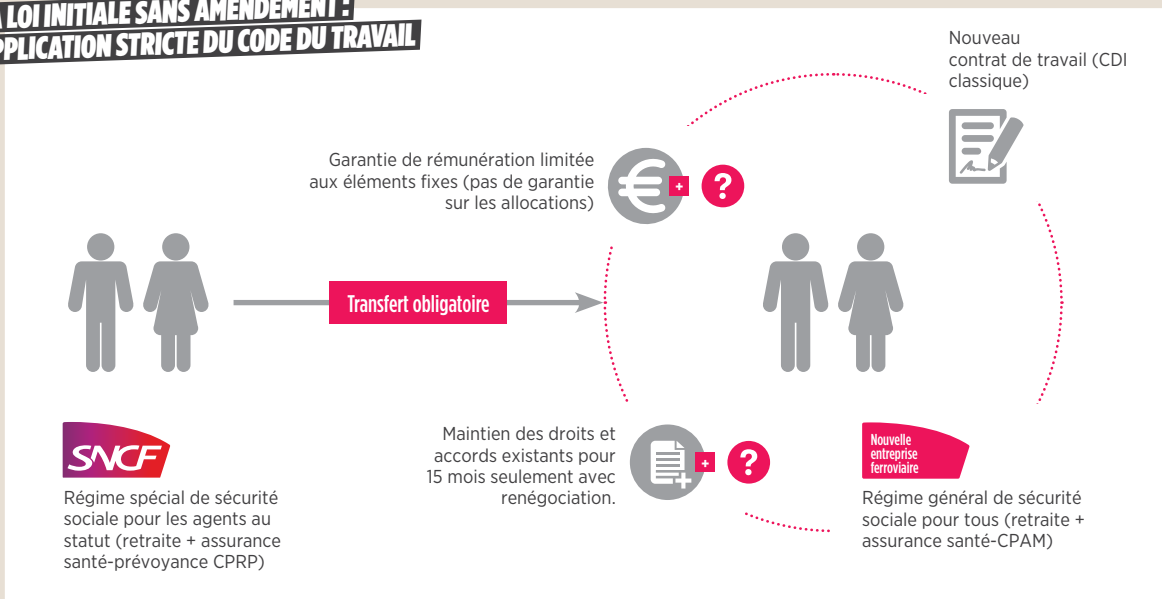 LOI INITIALE SANS AMENDEMENT :
APPLICATION STRICTE DU CODE DU TRAVAIL
Nouveau
contrat de travail (CDI
classique)
Garantie de rémunération limitée
aux éléments fixes (pas de garantie
sur les allocations)
+ ?
Transfert obligatoire
Maintien des droits et
accords existants pour
15 mois seulement avec
renégociation.
+ ?
SNCF
Régime spécial de sécurité
sociale pour les agents au
statut (retraite + assurance
santé-prévoyance CPRP)
Nouvelle
entreprise
ferroviaire
Régime général de sécurité
sociale pour tous (retraite +
assurance santé-CPAM)